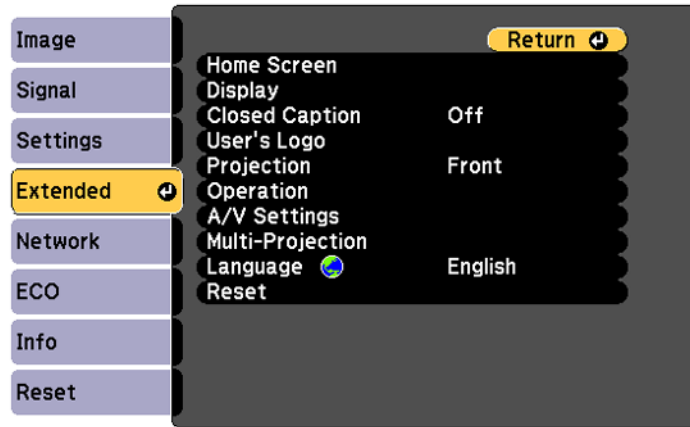 Image
Signal
Settings
Extended
Network
ECO
Info
Reset
Return
Home Screen
Display
Closed Caption Off
User's Logo
Projection Front
Operation
A/V Settings
Multi-Projection
Language English
Reset